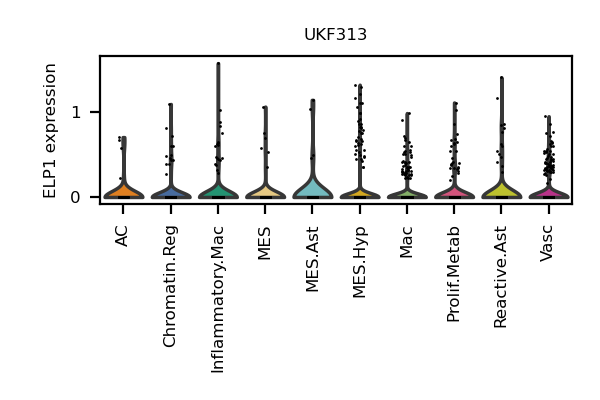 UKF313
ELP1 expression
1
0
AC
Chromatin.Reg
Inflammatory.Mac
MES
MES.Ast
MES.Hyp
Mac
Prolif.Metab
Reactive.Ast
Vasc